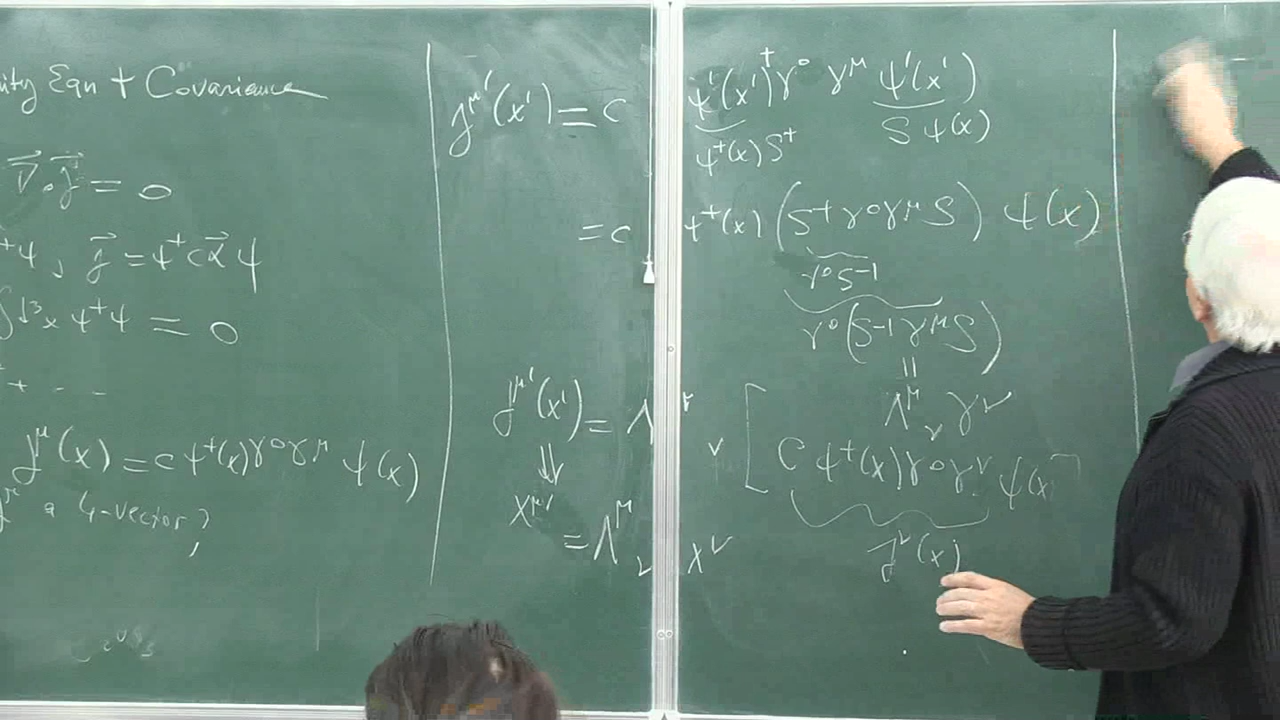 ity Eqn + Covariance
∇⃗·j⃗ = 0
⁺ψ, j⃗ = ψ⁺cα⃗ψ
∫d³x ψ⁺ψ = 0
+ - -
j^μ(x) = cψ⁺(x)γ⁰γ^μ ψ(x)
j^μ a 4-vector?
j^μ'(x') = c ψ'(x')⁺γ⁰ γ^μ ψ'(x')
ψ⁺(x)S⁺ Sψ(x)
= c ψ⁺(x) (S⁺γ⁰γ^μS) ψ(x)
γ⁰S⁻¹
γ⁰(S⁻¹γ^μS)
=
Λ^μ_ν γ^ν
j^μ'(x') = Λ^μ_ν [c ψ⁺(x)γ⁰γ^ν ψ(x)]
⇓ j^ν(x)
x^μ'
= Λ^μ_ν x^ν